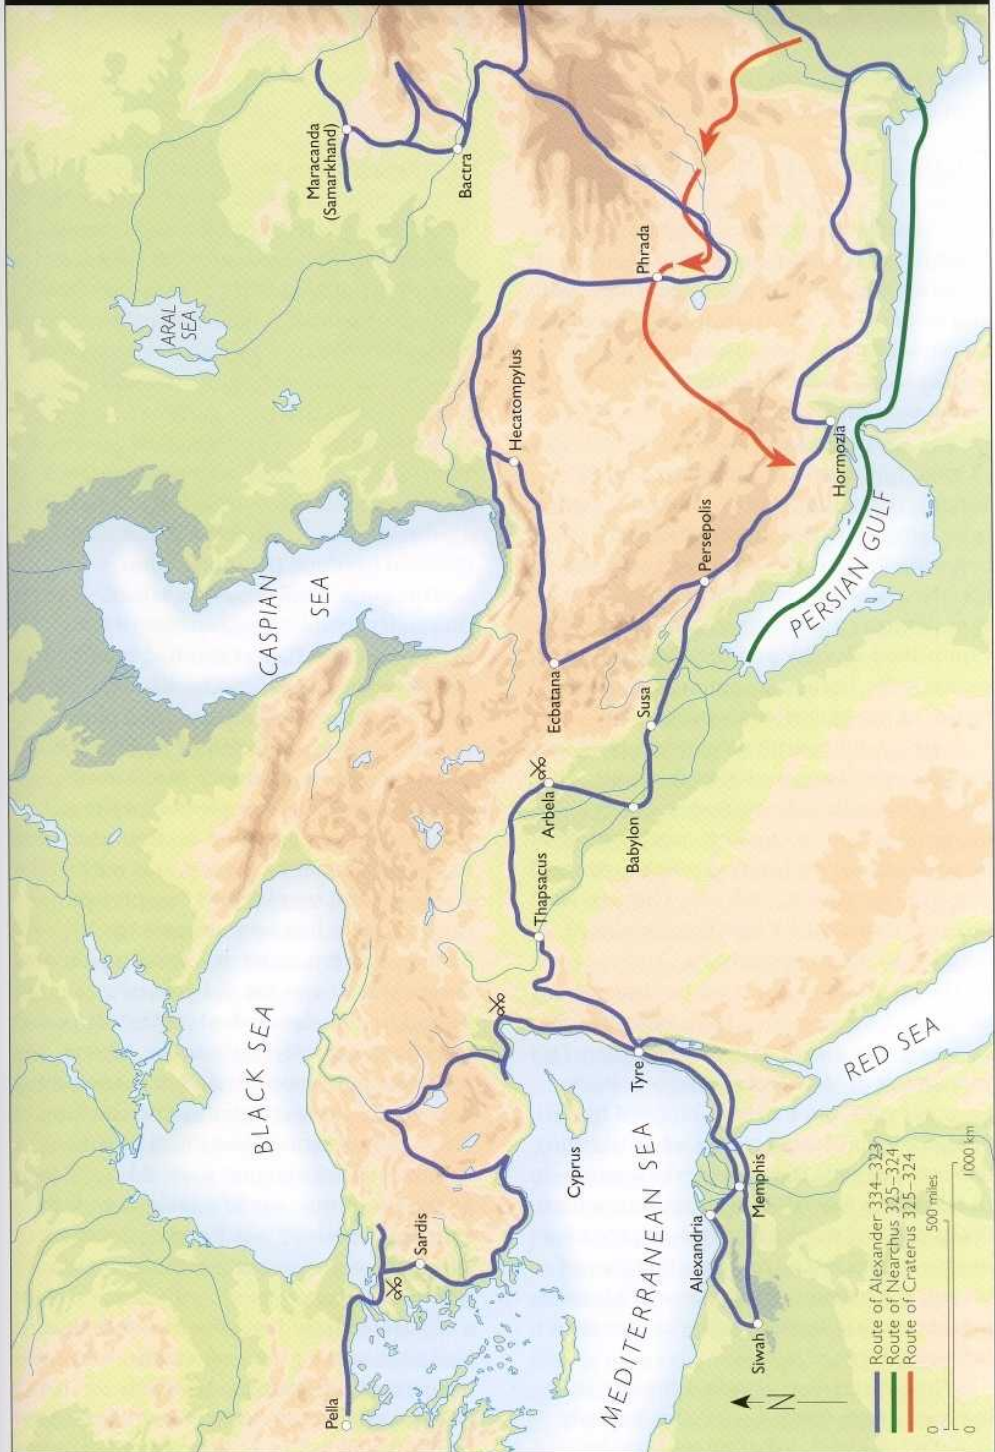 Maracanda
(Samarkhand)
Bactra
ARAL
SEA
Phrada
Hecatompylus
CASPIAN
SEA
Hormozia
PERSIAN GULF
Persepolis
Ecbatana
Susa
Arbela
Babylon
Thapsacus
BLACK SEA
RED SEA
Tyre
Cyprus
MEDITERRANEAN SEA
Memphis
Alexandria
Siwah
Sardis
Pella
N
Route of Alexander 334–323
Route of Nearchus 325–324
Route of Craterus 325–324
0 500 miles
0 1000 km